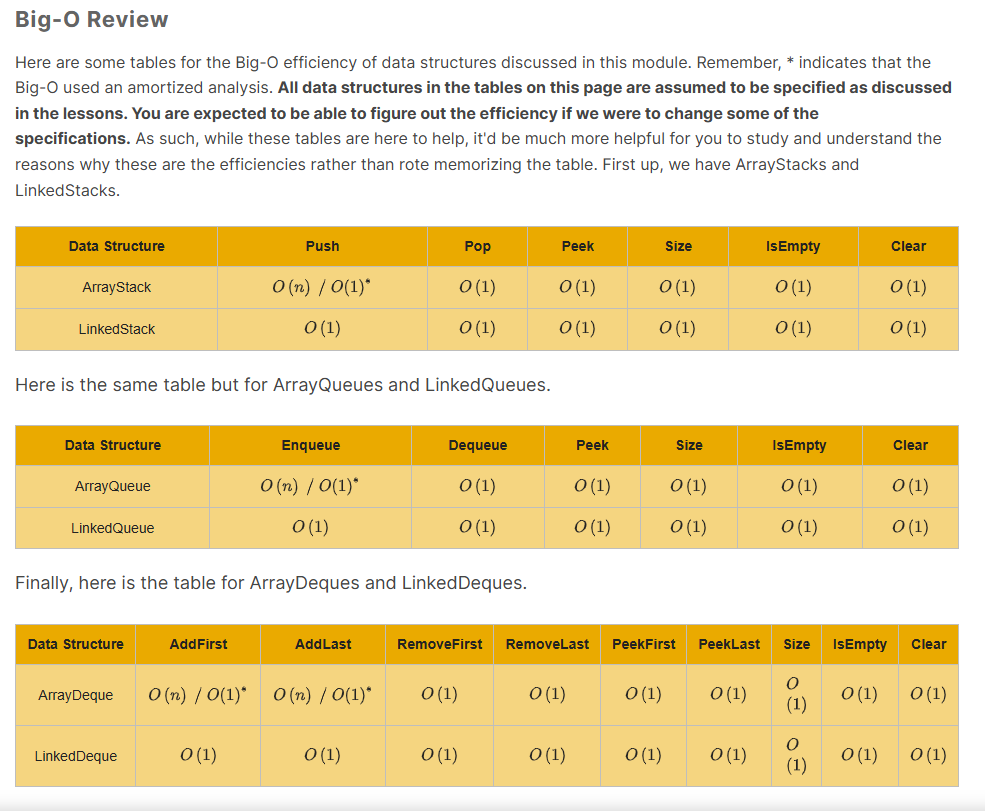 Big-O Review
Here are some tables for the Big-O efficiency of data structures discussed in this module. Remember, * indicates that the
Big-O used an amortized analysis. All data structures in the tables on this page are assumed to be specified as discussed
in the lessons. You are expected to be able to figure out the efficiency if we were to change some of the
specifications. As such, while these tables are here to help, it'd be much more helpful for you to study and understand the
reasons why these are the efficiencies rather than rote memorizing the table. First up, we have ArrayStacks and
LinkedStacks.
Data Structure Push Pop Peek Size IsEmpty Clear
ArrayStack O(n) / O(1)* O(1) O(1) O(1) O(1) O(1)
LinkedStack O(1) O(1) O(1) O(1) O(1) O(1)
Here is the same table but for ArrayQueues and LinkedQueues.
Data Structure Enqueue Dequeue Peek Size IsEmpty Clear
ArrayQueue O(n) / O(1)* O(1) O(1) O(1) O(1) O(1)
LinkedQueue O(1) O(1) O(1) O(1) O(1) O(1)
Finally, here is the table for ArrayDeques and LinkedDeques.
Data Structure AddFirst AddLast RemoveFirst RemoveLast PeekFirst PeekLast Size IsEmpty Clear
ArrayDeque O(n) / O(1)* O(n) / O(1)* O(1) O(1) O(1) O(1) O(1) O(1) O(1)
LinkedDeque O(1) O(1) O(1) O(1) O(1) O(1) O(1) O(1) O(1)